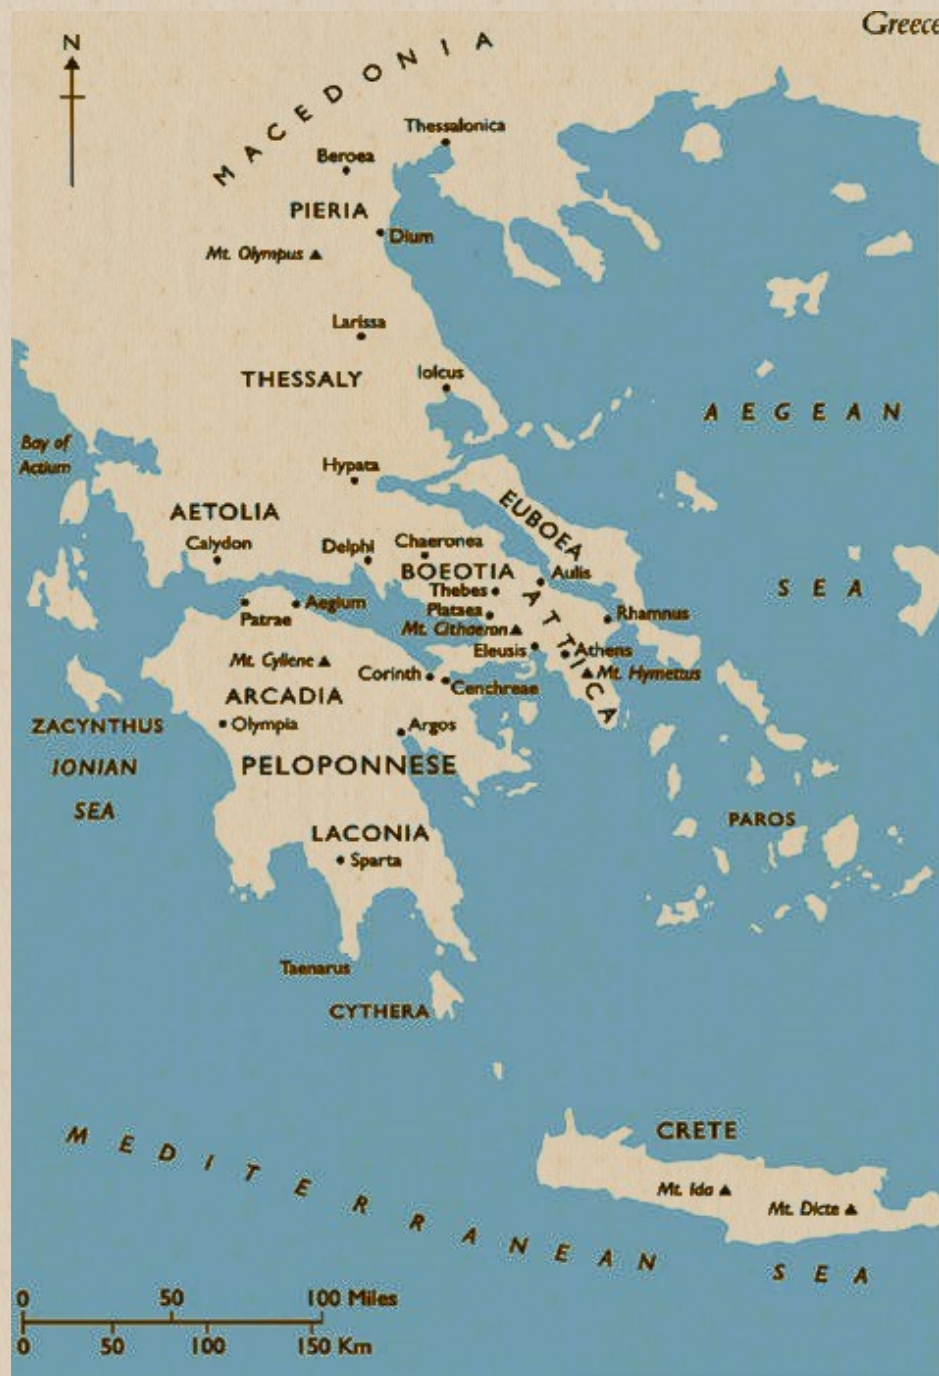 Greece
N
MACEDONIA
Thessalonica
Beroea
PIERIA
Dium
Mt. Olympus
Larissa
THESSALY
Iolcus
AEGEAN
Bay of
Actium
Hypata
EUBOEA
AETOLIA
Calydon
Delphi
Chaeronea
BOEOTIA
Aulis
SEA
Thebes
ATTICA
Patrae
Aegium
Plataea
Rhamnus
Mt. Cithaeron
Eleusis
Athens
Mt. Cyllene
Corinth
Mt. Hymettus
Cenchreae
ARCADIA
ZACYNTHUS
Olympia
Argos
IONIAN
SEA
PELOPONNESE
PAROS
LACONIA
Sparta
Taenarus
CYTHERA
CRETE
MEDITERRANEAN
SEA
Mt. Ida
Mt. Dicte
0 50 100 Miles
0 50 100 150 Km